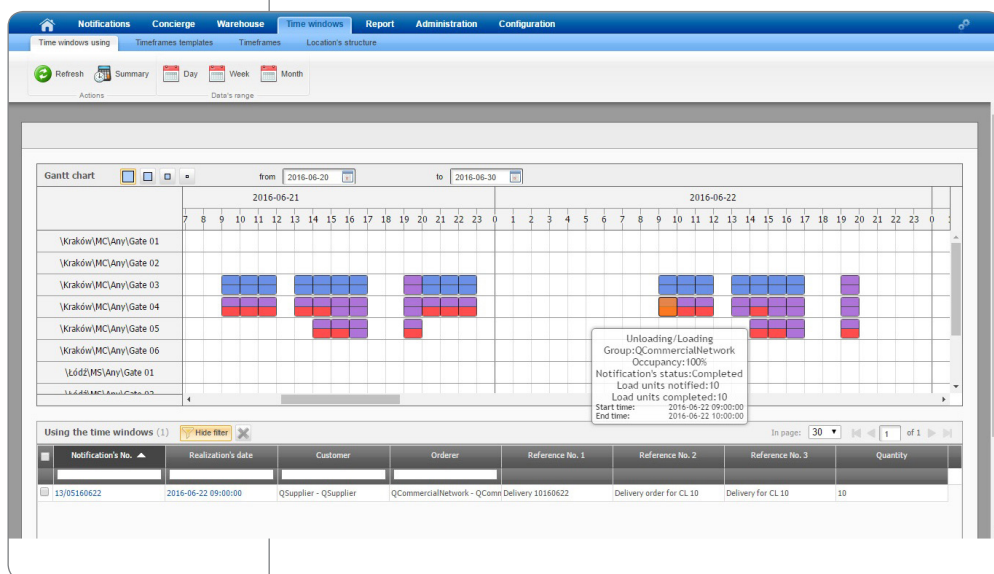 Notifications Concierge Warehouse Time windows Report Administration Configuration
Time windows using Timeframes templates Timeframes Location's structure
Refresh Summary Day Week Month
Actions Data's range
Gantt chart from 2016-06-20 to 2016-06-30
2016-06-21 2016-06-22
7 8 9 10 11 12 13 14 15 16 17 18 19 20 21 22 23 0 1 2 3 4 5 6 7 8 9 10 11 12 13 14 15 16 17 18 19 20 21 22 23 0
\Kraków\MC\Any\Gate 01
\Kraków\MC\Any\Gate 02
\Kraków\MC\Any\Gate 03
\Kraków\MC\Any\Gate 04
\Kraków\MC\Any\Gate 05
\Kraków\MC\Any\Gate 06
\Łódź\MS\Any\Gate 01
Unloading/Loading
Group:QCommercialNetwork
Occupancy:100%
Notification's status:Completed
Load units notified:10
Load units completed:10
Start time: 2016-06-22 09:00:00
End time: 2016-06-22 10:00:00
Using the time windows (1) Hide filter In page: 30 1 of 1
Notification's No. Realization's date Customer Orderer Reference No. 1 Reference No. 2 Reference No. 3 Quantity
13/05160622 2016-06-22 09:00:00 QSupplier - QSupplier QCommercialNetwork - QComm Delivery 10160622 Delivery order for CL 10 Delivery for CL 10 10